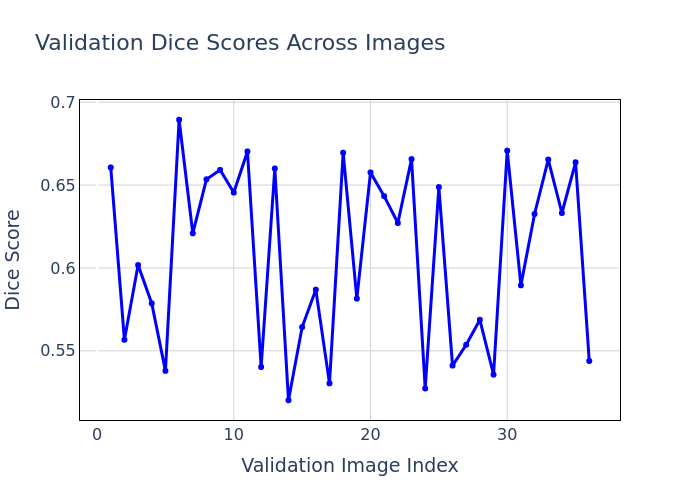 Validation Dice Scores Across Images
0.7
0.65
0.6
0.55
Dice Score
0 10 20 30
Validation Image Index